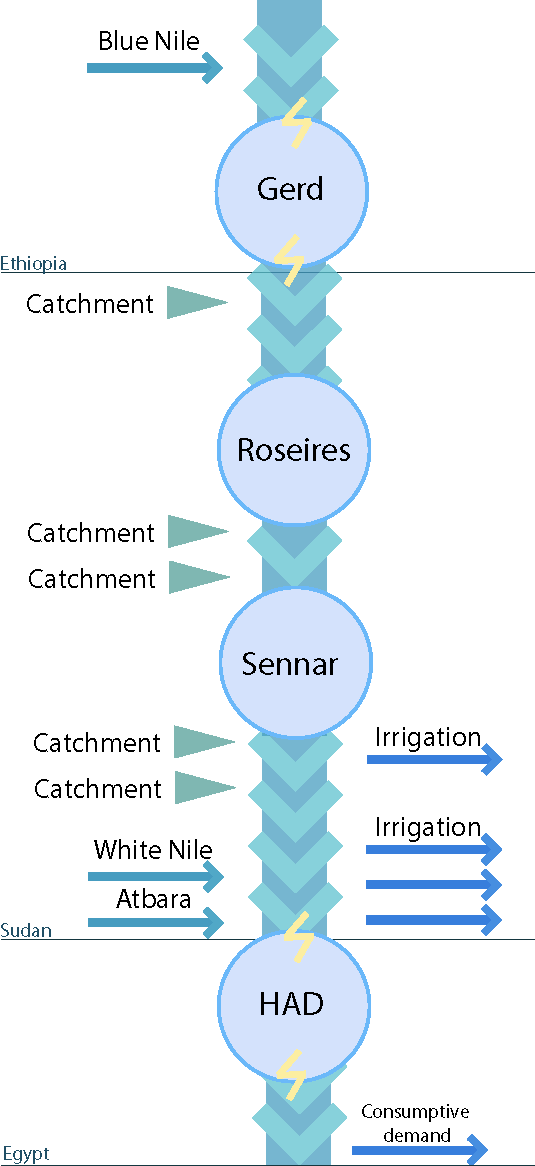 Blue Nile
Gerd
Ethiopia
Catchment
Roseires
Catchment
Catchment
Sennar
Catchment
Irrigation
Catchment
Irrigation
White Nile
Atbara
Sudan
HAD
Consumptive
demand
Egypt